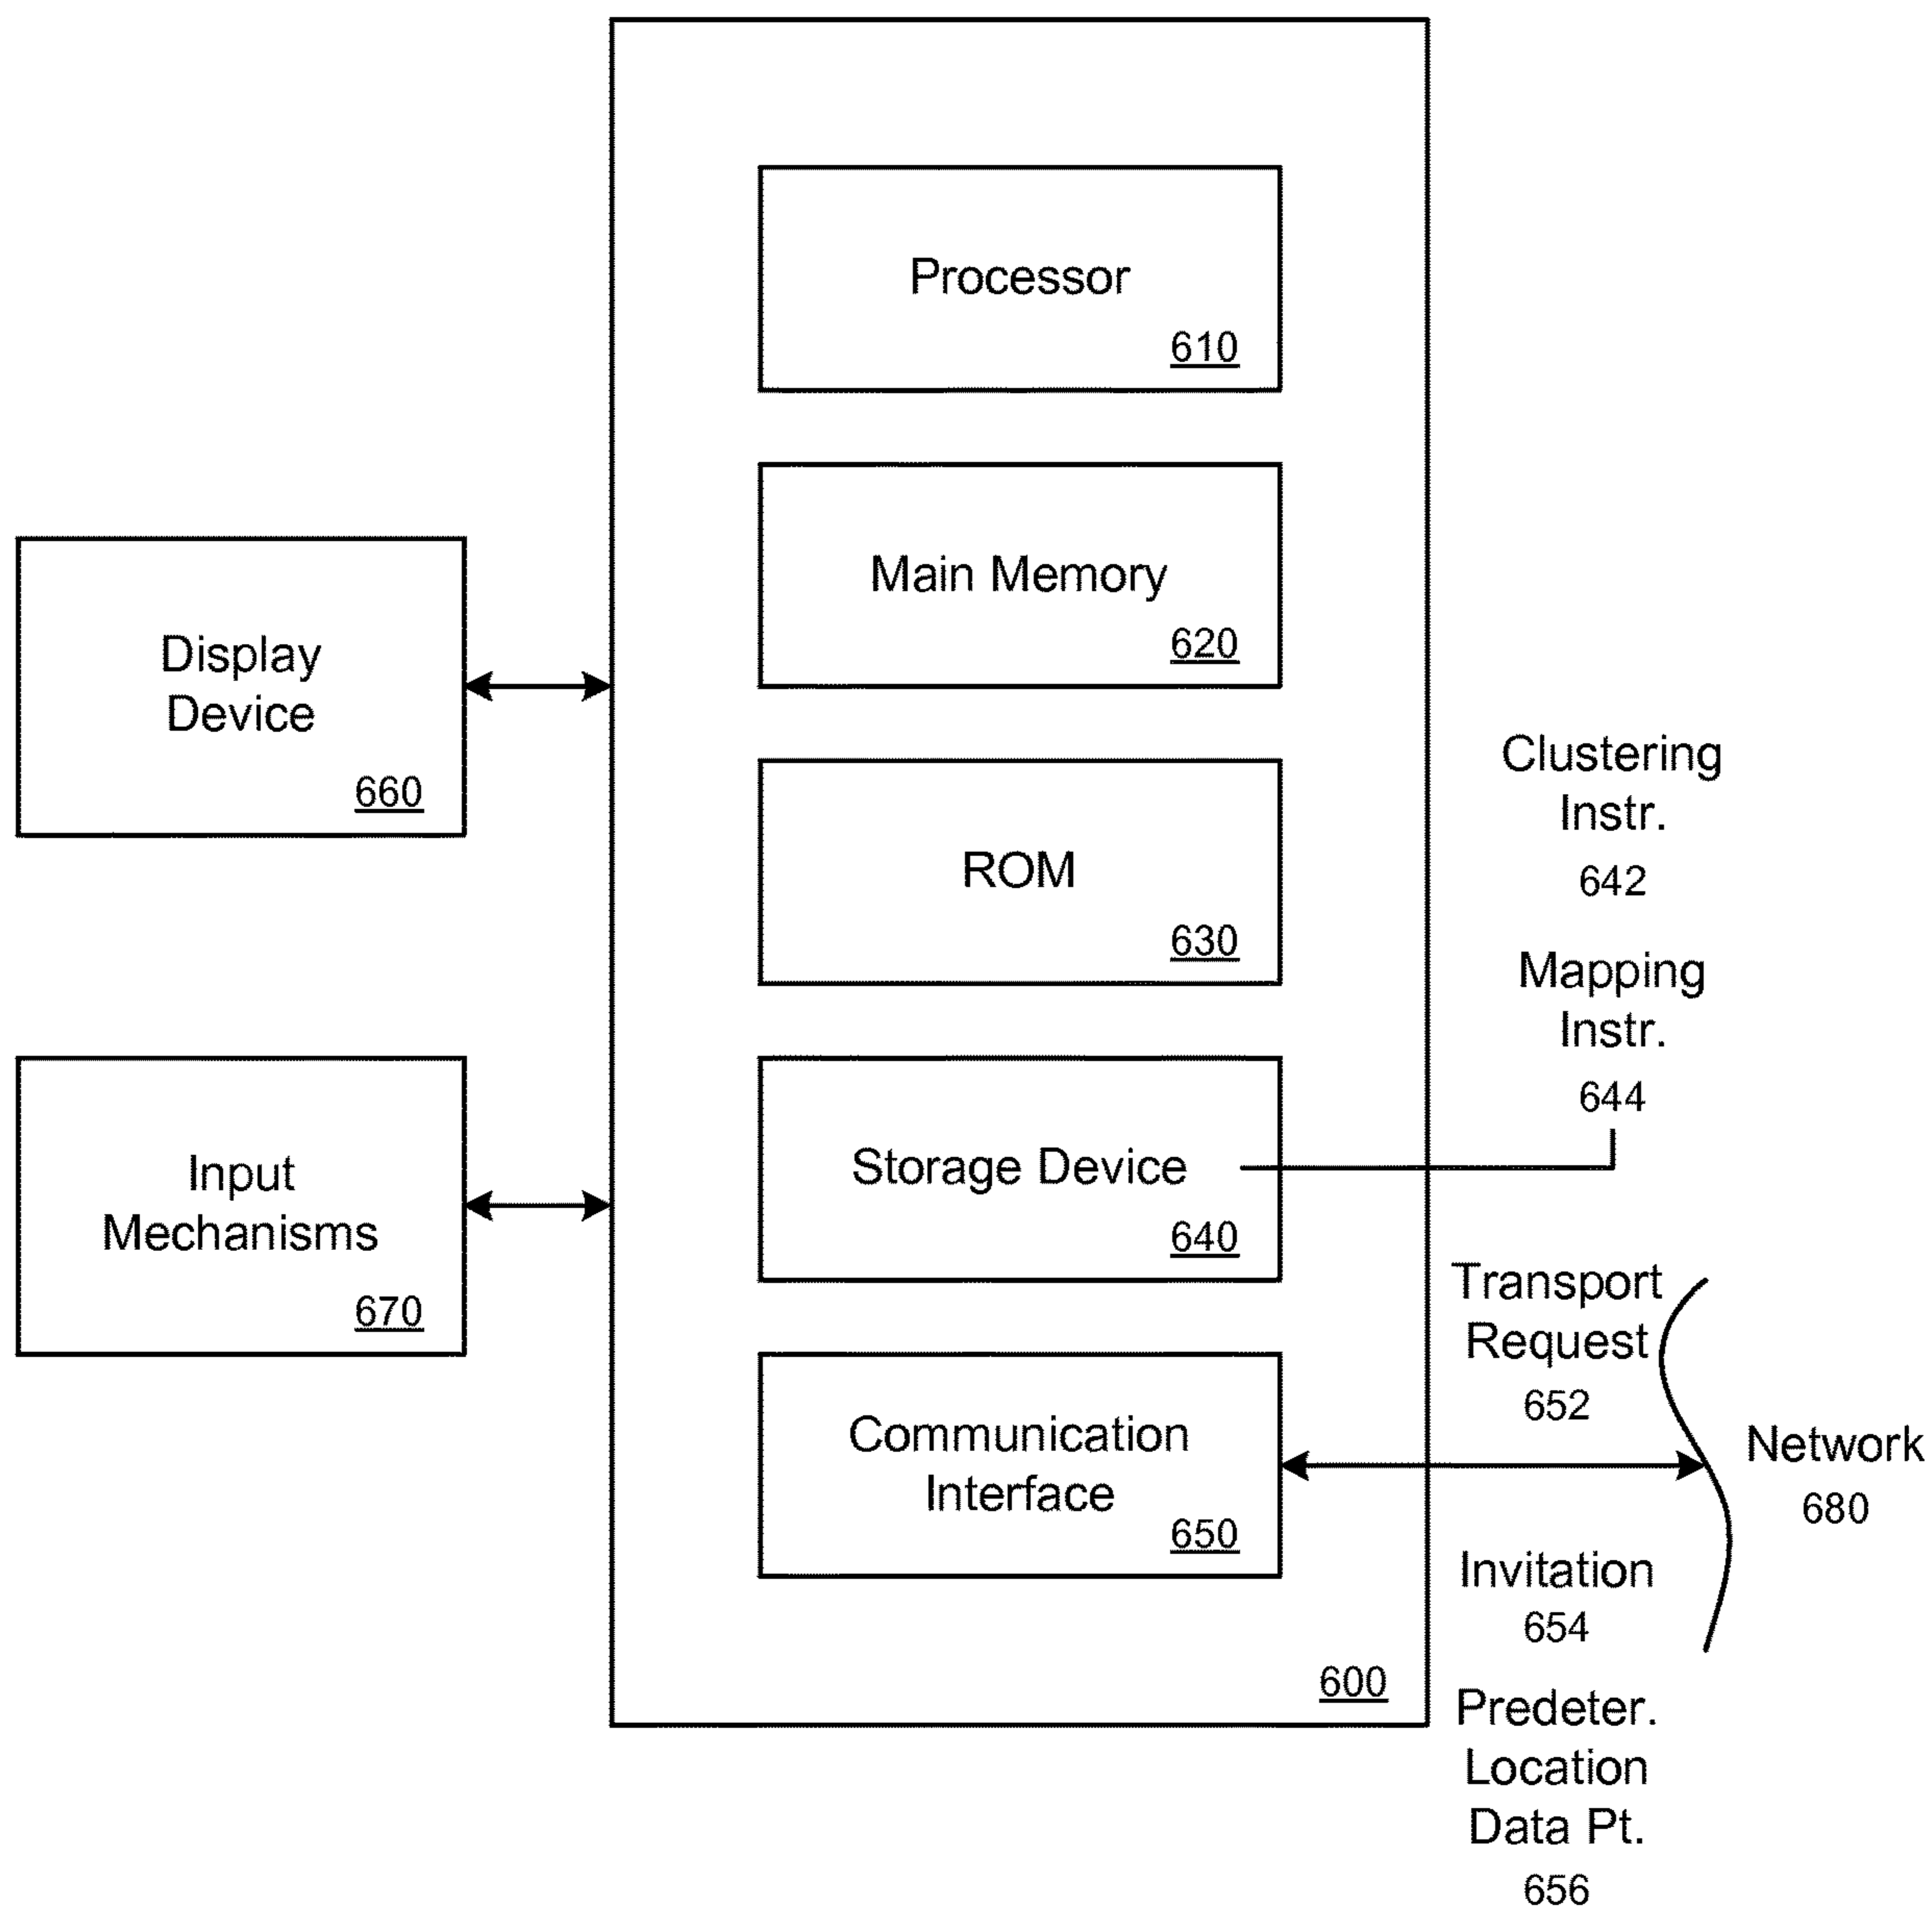 Processor
610
Main Memory
620
Display
Device
660
ROM
630
Clustering
Instr.
642
Mapping
Instr.
644
Input
Mechanisms
670
Storage Device
640
Communication
Interface
650
600
Transport
Request
652
Network
680
Invitation
654
Predeter.
Location
Data Pt.
656